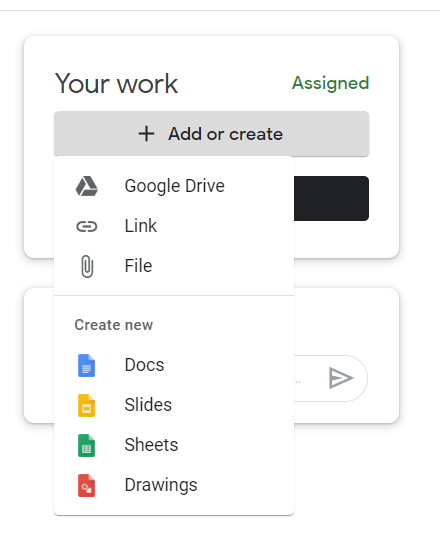 Your work
Assigned
+ Add or create
Google Drive
Link
File
Create new
Docs
Slides
Sheets
Drawings
..